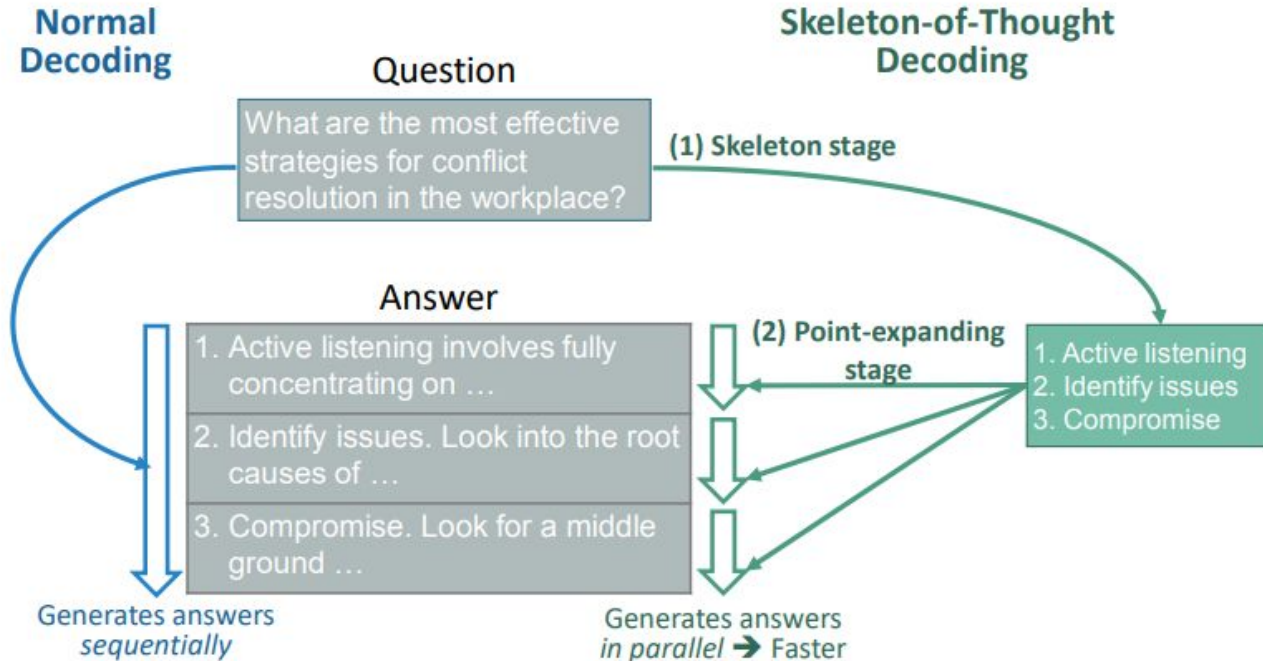 Normal
Decoding
Skeleton-of-Thought
Decoding
Question
What are the most effective
strategies for conflict
resolution in the workplace?
(1) Skeleton stage
Answer
1. Active listening involves fully
concentrating on …
2. Identify issues. Look into the root
causes of …
3. Compromise. Look for a middle
ground …
(2) Point-expanding
stage
1. Active listening
2. Identify issues
3. Compromise
Generates answers
sequentially
Generates answers
in parallel ➔ Faster